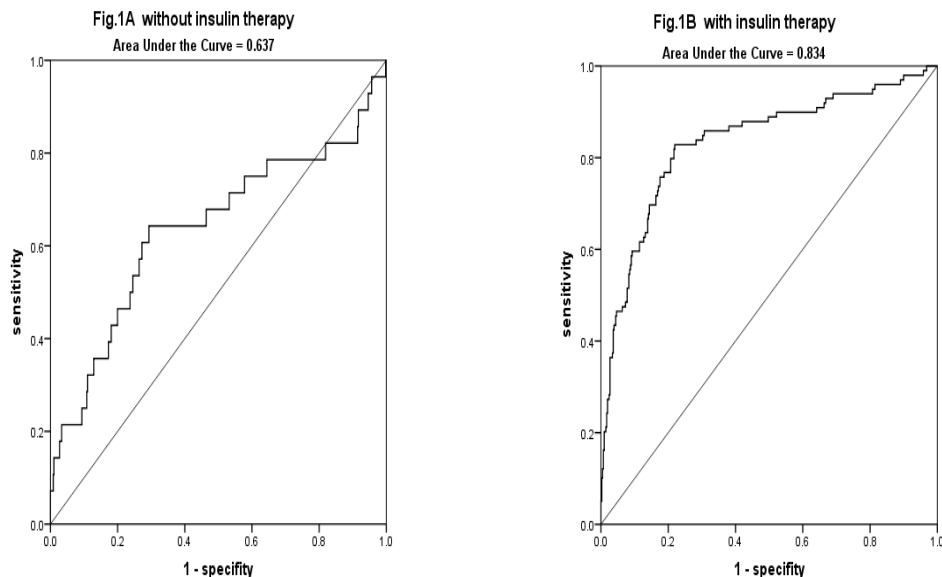 Fig.1A without insulin therapy
Area Under the Curve = 0.637
1.0
0.8
0.6
0.4
0.2
0.0
sensitivity
0.0 0.2 0.4 0.6 0.8 1.0
1 - specifity
Fig.1B with insulin therapy
Area Under the Curve = 0.834
1.0
0.8
0.6
0.4
0.2
0.0
sensitivity
0.0 0.2 0.4 0.6 0.8 1.0
1 - specifity